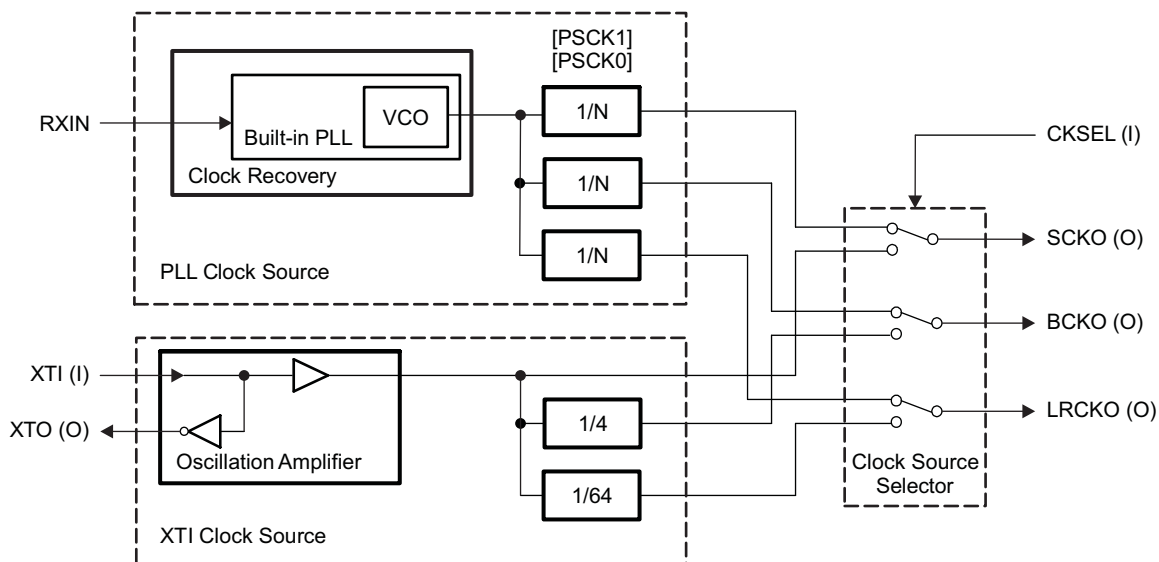 [PSCK1]
[PSCK0]
RXIN
VCO
Built-in PLL
Clock Recovery
1/N
1/N
1/N
PLL Clock Source
CKSEL (I)
SCKO (O)
BCKO (O)
LRCKO (O)
Clock Source
Selector
XTI (I)
XTO (O)
Oscillation Amplifier
1/4
1/64
XTI Clock Source